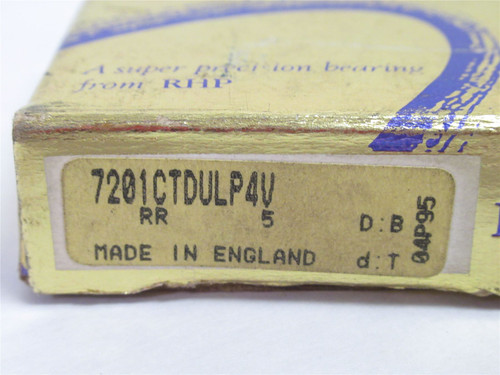 A super precision bearing
from RHP
7201CTDULP4V
RR 5 D:B
MADE IN ENGLAND d:T
04P95